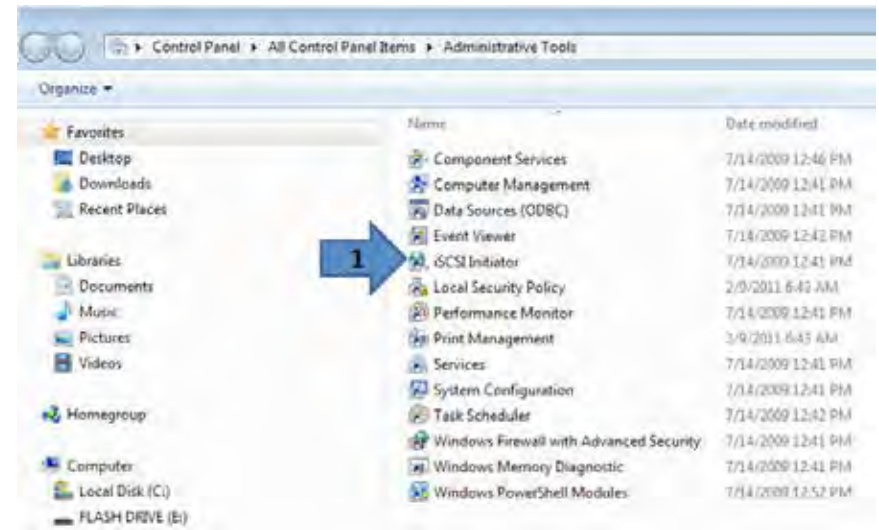 Control Panel ▸ All Control Panel Items ▸ Administrative Tools
Organize ▾
Name Date modified
Favorites
Desktop
Downloads
Recent Places
Libraries
Documents
Music
Pictures
Videos
Homegroup
Computer
Local Disk (C:)
FLASH DRIVE (E:)
1
Component Services 7/14/2009 12:46 PM
Computer Management 7/14/2009 12:41 PM
Data Sources (ODBC) 7/14/2009 12:41 PM
Event Viewer 7/14/2009 12:42 PM
iSCSI Initiator 7/14/2009 12:41 PM
Local Security Policy 2/9/2011 6:43 AM
Performance Monitor 7/14/2009 12:41 PM
Print Management 6:43 AM
Services 7/14/2009 12:41 PM
System Configuration 7/14/2009 12:41 PM
Task Scheduler 7/14/2009 12:42 PM
Windows Firewall with Advanced Security 7/14/2009 12:41 PM
Windows Memory Diagnostic 7/14/2009 12:41 PM
Windows PowerShell Modules 7/14/2009 12:52 PM